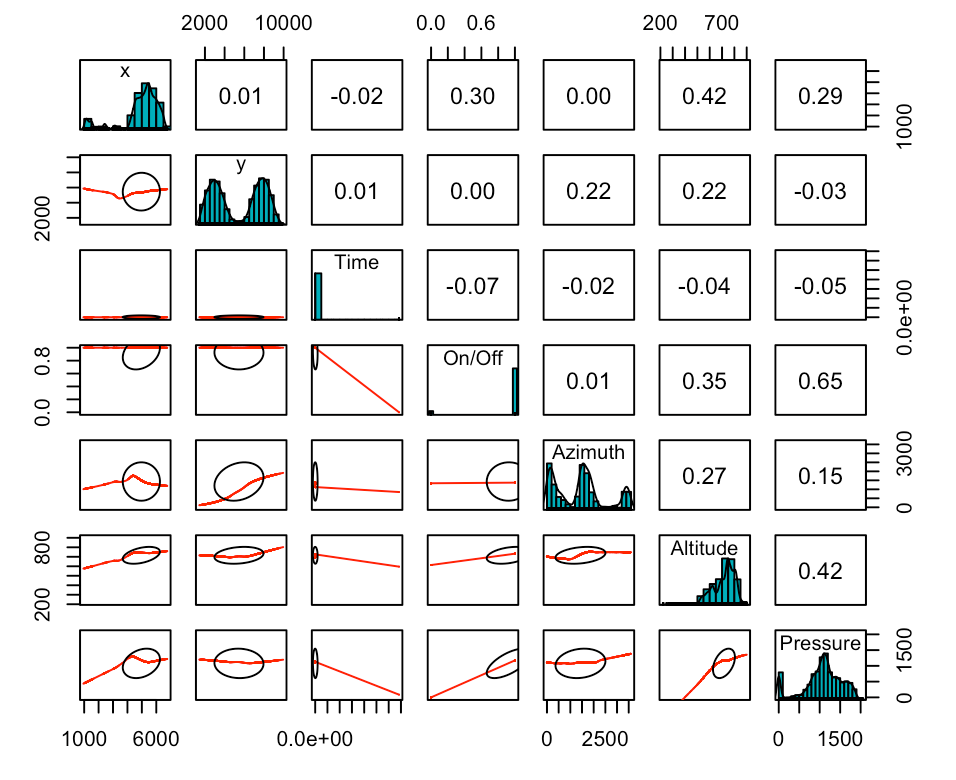 2000 10000 0.0 0.6 200 700
x 0.01 -0.02 0.30 0.00 0.42 0.29 1000
2000 y 0.01 0.00 0.22 0.22 -0.03
Time -0.07 -0.02 -0.04 -0.05 0.0e+00
0.0 0.8 On/Off 0.01 0.35 0.65
Azimuth 0.27 0.15 0 3000
200 800 Altitude 0.42
Pressure 0 1500
1000 6000 0.0e+00 0 2500 0 1500